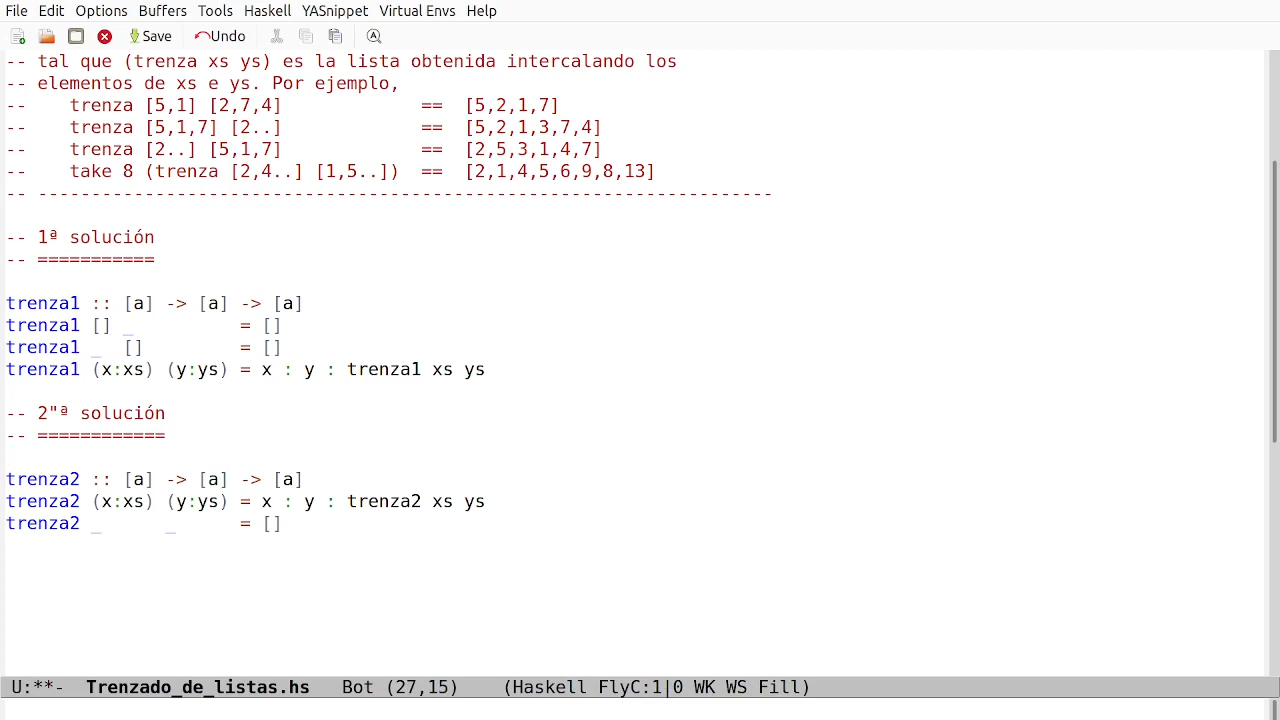 File Edit Options Buffers Tools Haskell YASnippet Virtual Envs Help
Save Undo
-- tal que (trenza xs ys) es la lista obtenida intercalando los
-- elementos de xs e ys. Por ejemplo,
--    trenza [5,1] [2,7,4]             ==  [5,2,1,7]
--    trenza [5,1,7] [2..]             ==  [5,2,1,3,7,4]
--    trenza [2..] [5,1,7]             ==  [2,5,3,1,4,7]
--    take 8 (trenza [2,4..] [1,5..])  ==  [2,1,4,5,6,9,8,13]
-- ---------------------------------------------------------------------
-- 1ª solución
-- ===========
trenza1 :: [a] -> [a] -> [a]
trenza1 [] _          = []
trenza1 _  []         = []
trenza1 (x:xs) (y:ys) = x : y : trenza1 xs ys
-- 2"ª solución
-- ============
trenza2 :: [a] -> [a] -> [a]
trenza2 (x:xs) (y:ys) = x : y : trenza2 xs ys
trenza2 _      _      = []
U:**-  Trenzado_de_listas.hs   Bot (27,15)    (Haskell FlyC:1|0 WK WS Fill)